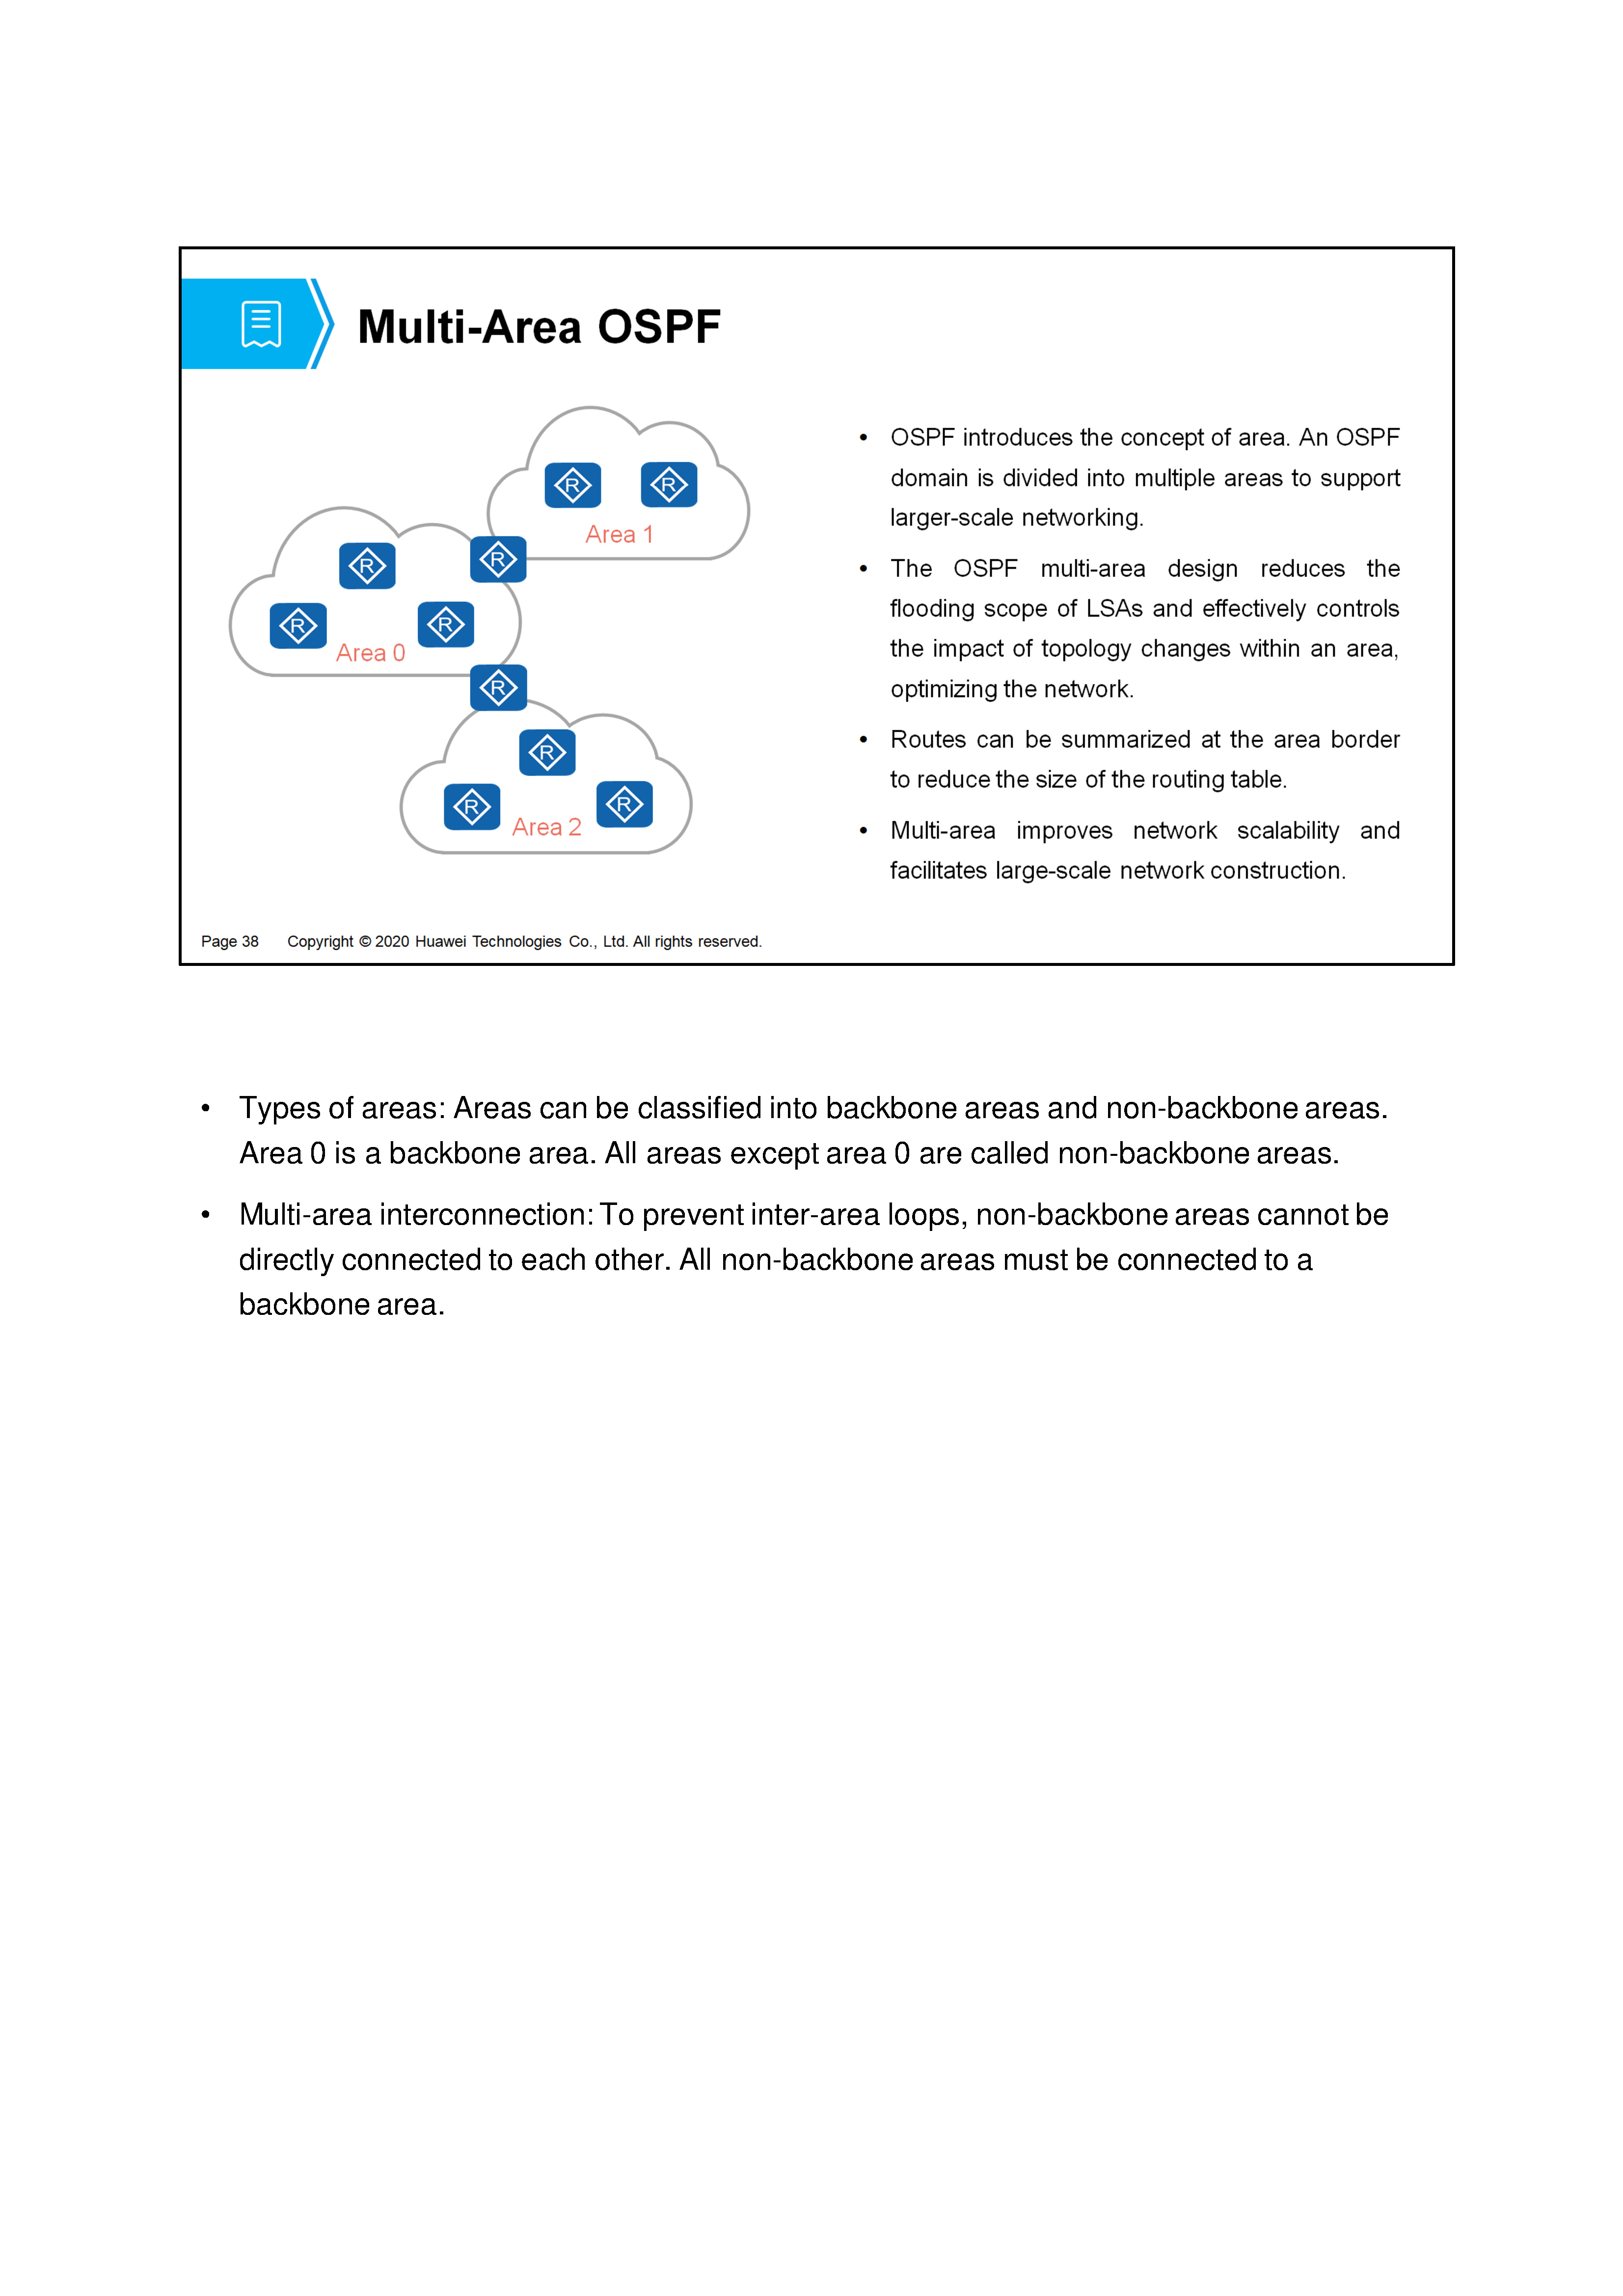 Multi-Area OSPF
R
R
Area 1
R
R
R
R
Area 0
R
R
R
R
Area 2
• OSPF introduces the concept of area. An OSPF
domain is divided into multiple areas to support
larger-scale networking.
• The OSPF multi-area design reduces the
flooding scope of LSAs and effectively controls
the impact of topology changes within an area,
optimizing the network.
• Routes can be summarized at the area border
to reduce the size of the routing table.
• Multi-area improves network scalability and
facilitates large-scale network construction.
Page 38 Copyright © 2020 Huawei Technologies Co., Ltd. All rights reserved.
• Types of areas: Areas can be classified into backbone areas and non-backbone areas.
Area 0 is a backbone area. All areas except area 0 are called non-backbone areas.
• Multi-area interconnection: To prevent inter-area loops, non-backbone areas cannot be
directly connected to each other. All non-backbone areas must be connected to a
backbone area.